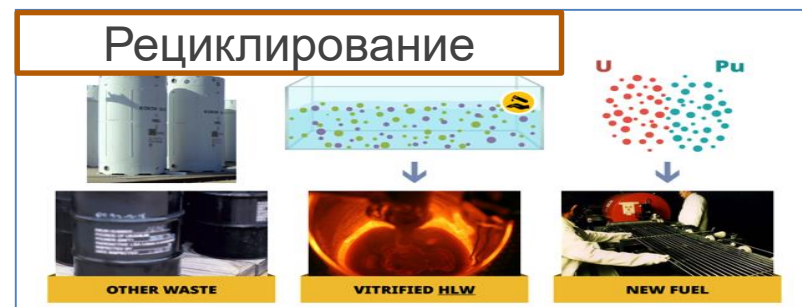 Рециклирование
U Pu
OTHER WASTE
VITRIFIED HLW
NEW FUEL